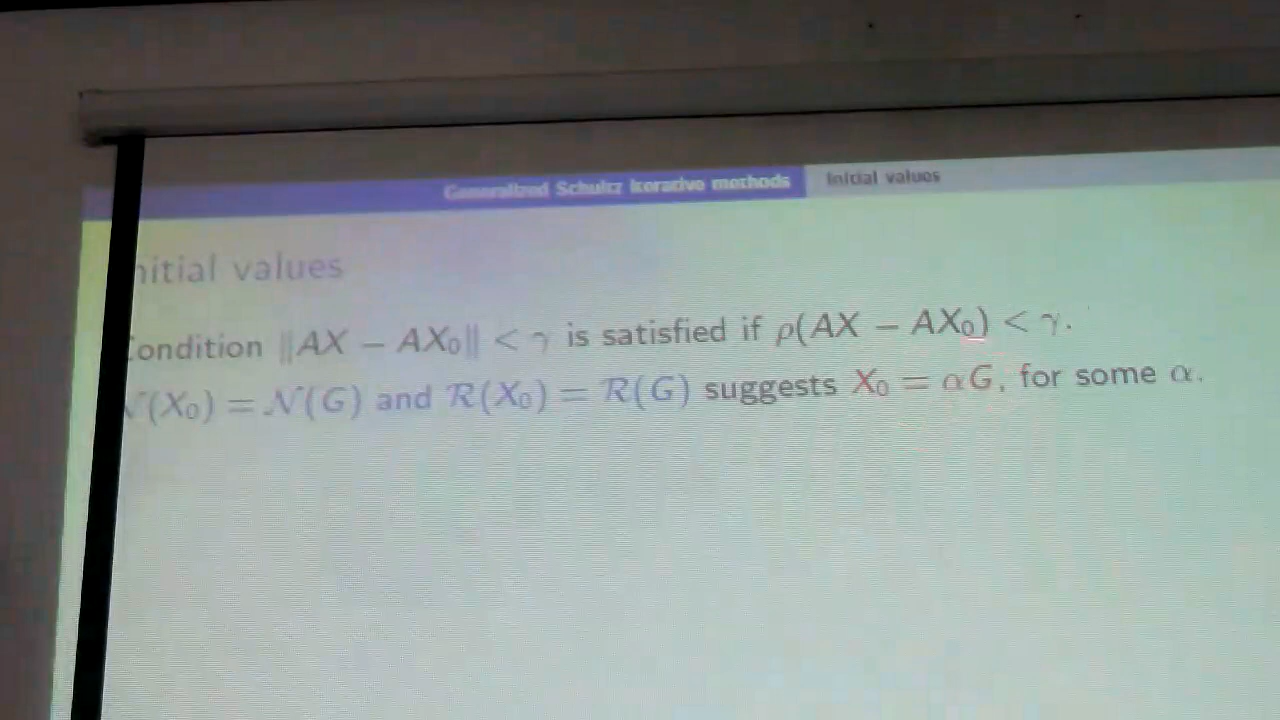 Generalized Schultz iterative methods Initial values
nitial values
ondition ||AX − AX₀|| < γ is satisfied if ρ(AX − AX₀) < γ.
𝒩(X₀) = 𝒩(G) and ℛ(X₀) = ℛ(G) suggests X₀ = αG, for some α.